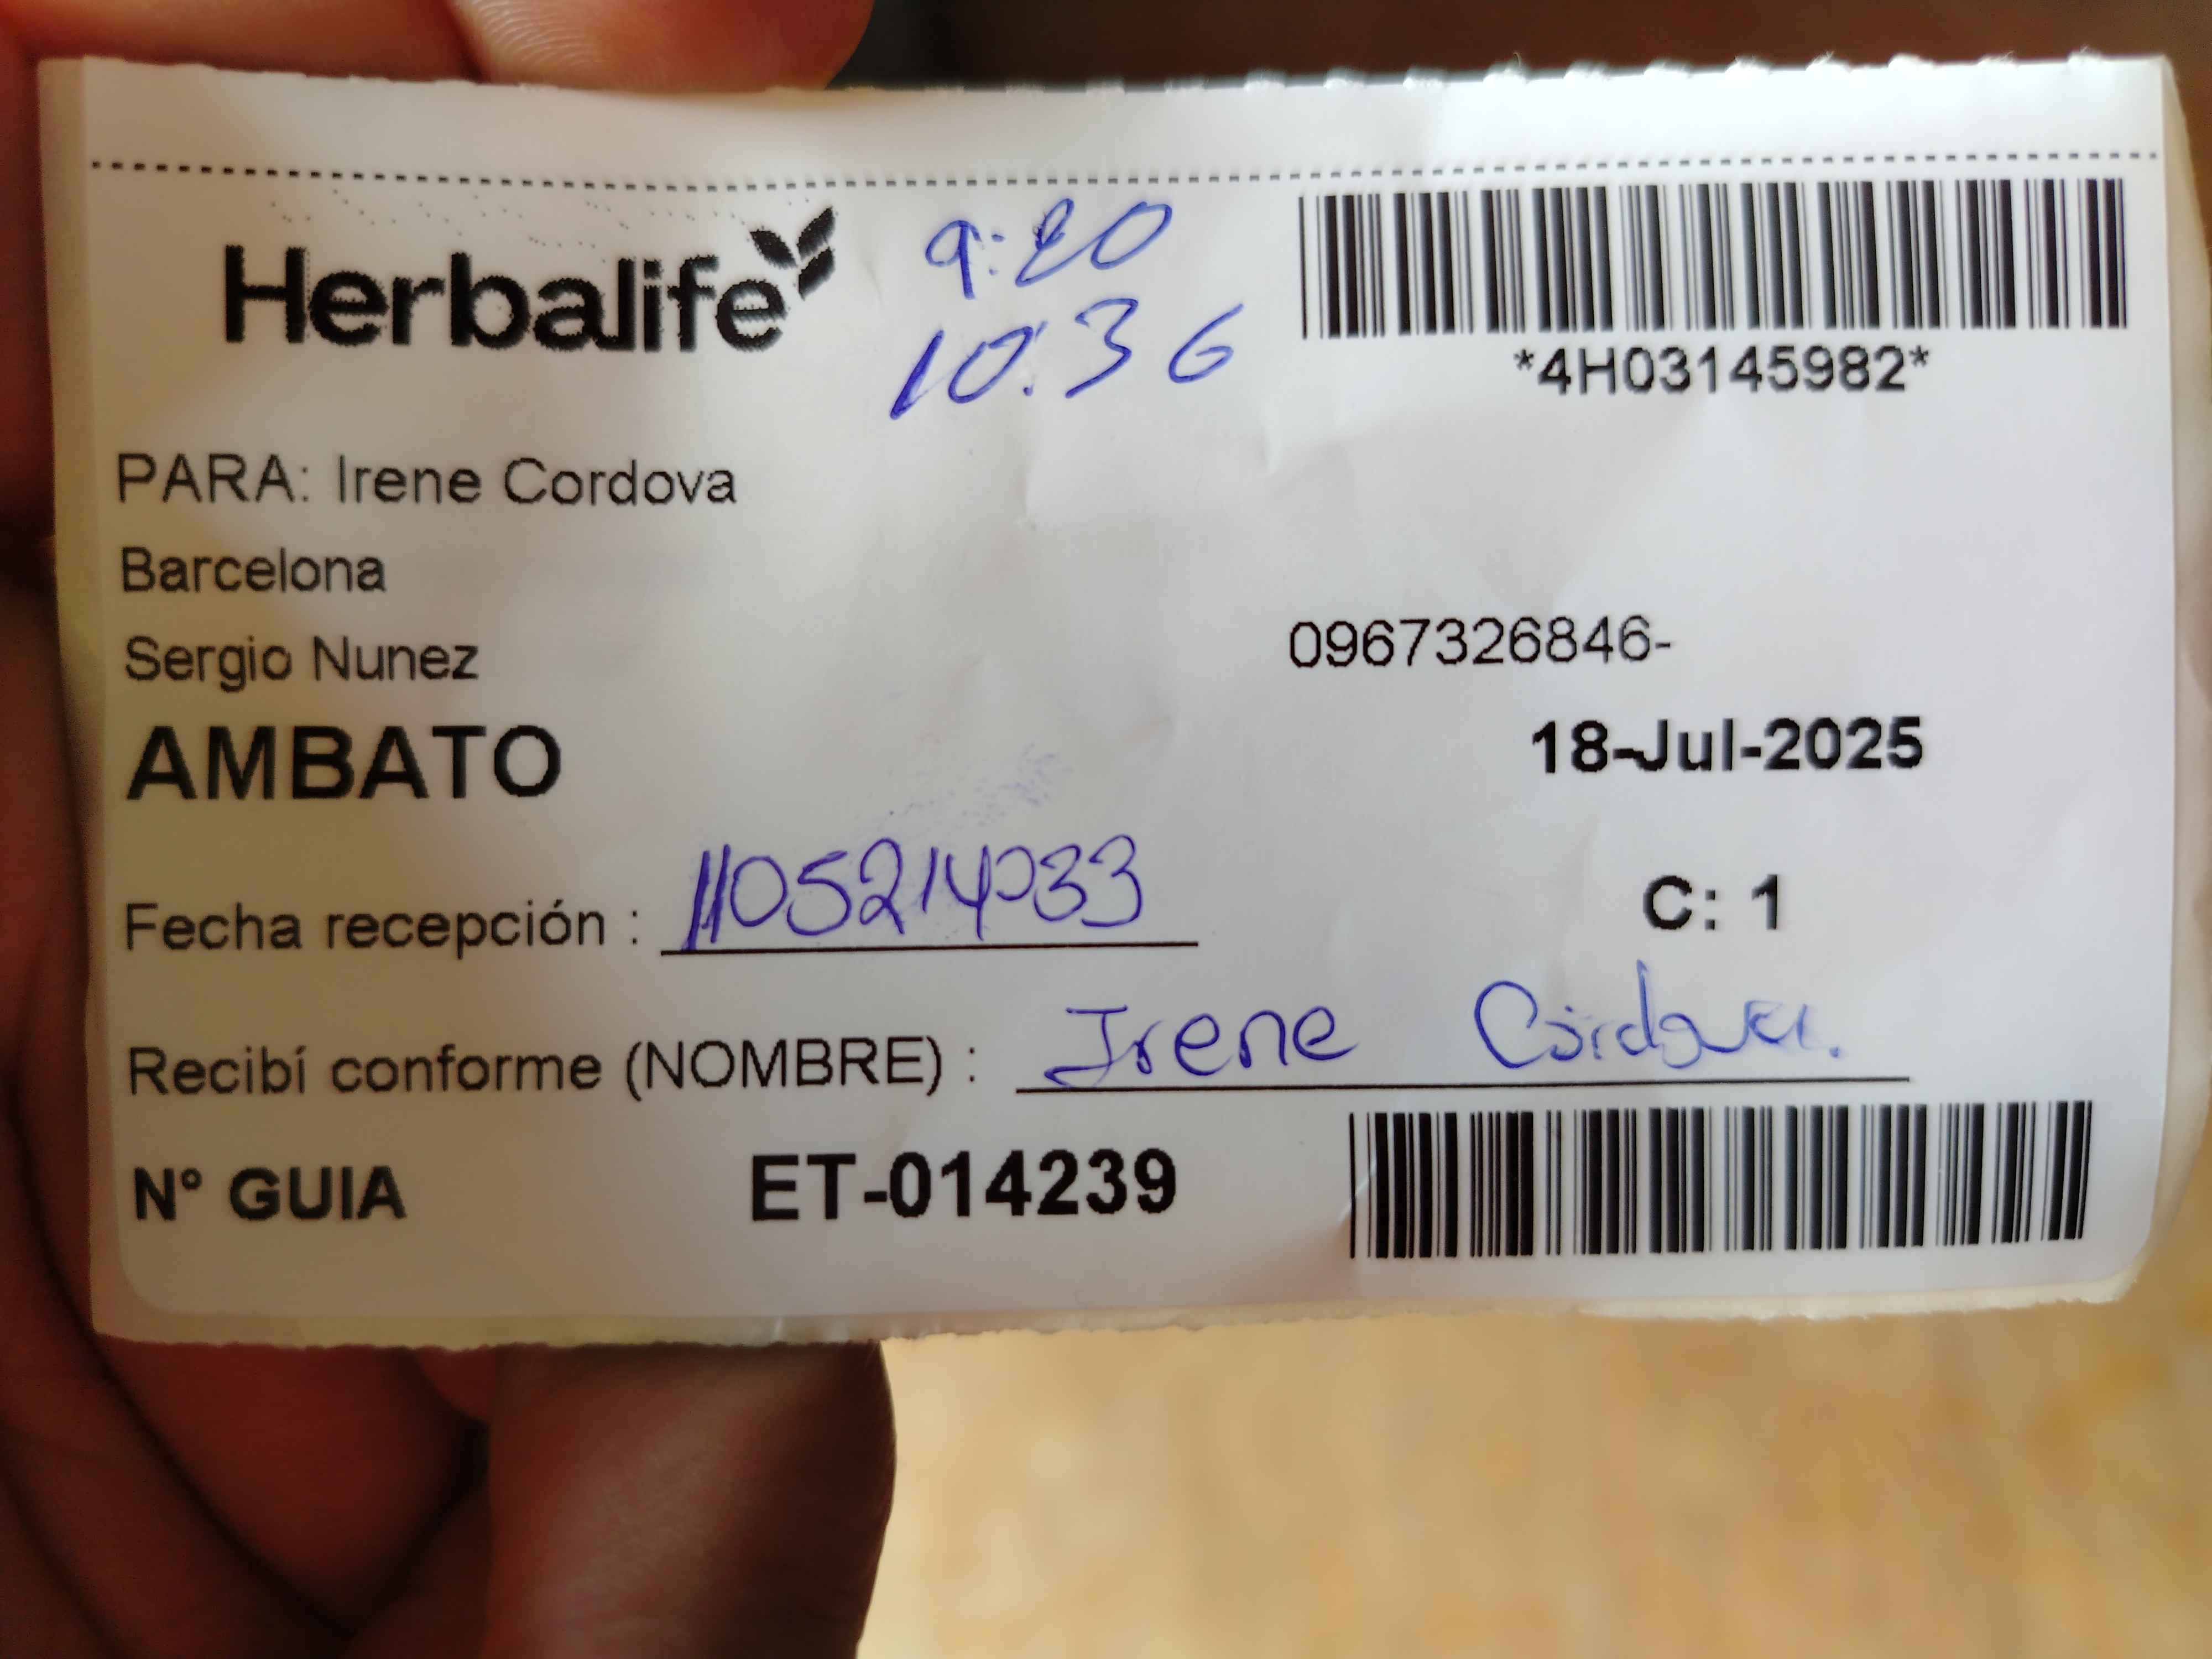 Herbalife
9:20
10:36
*4H03145982*
PARA: Irene Cordova
Barcelona
Sergio Nunez
0967326846-
AMBATO
18-Jul-2025
Fecha recepción : 1105214033
C: 1
Recibí conforme (NOMBRE) : Irene Cordova.
N° GUIA ET-014239